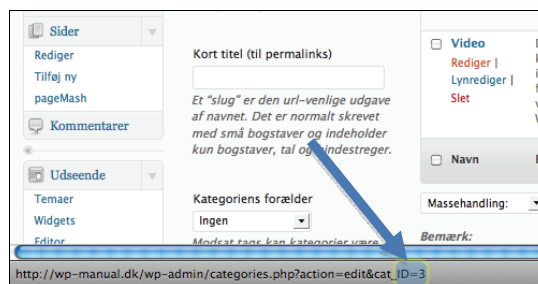 Sider
Rediger
Tilføj ny
pageMash
Kommentarer
Udseende
Temaer
Widgets
Editor
Kort titel (til permalinks)
Et "slug" er den url-venlige udgave
af navnet. Det er normalt skrevet
med små bogstaver og indeholder
kun bogstaver, tal og bindestreger.
Kategoriens forælder
Ingen
Modsat tags kan kategorier være
Video
Rediger |
Lynrediger |
Slet
Navn
Massehandling:
Bemærk:
http://wp-manual.dk/wp-admin/categories.php?action=edit&cat_ID=3